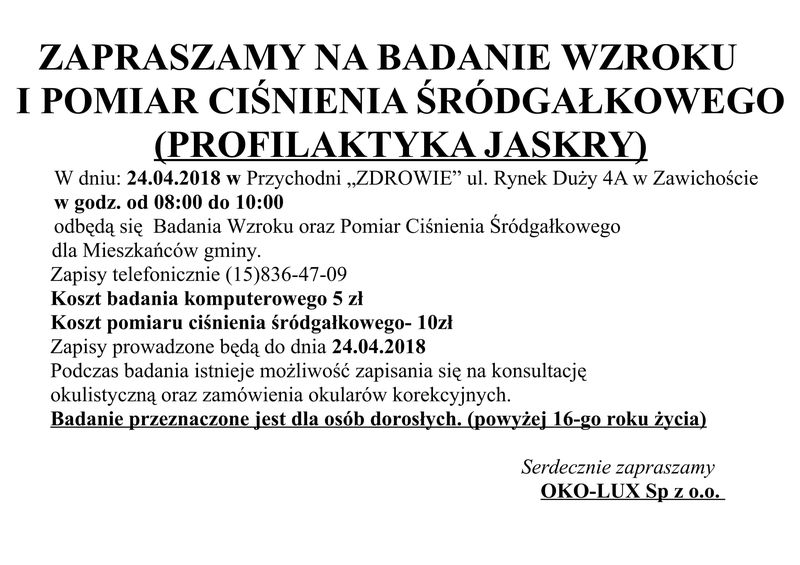 ZAPRASZAMY NA BADANIE WZROKU
I POMIAR CIŚNIENIA ŚRÓDGAŁKOWEGO
(PROFILAKTYKA JASKRY)
W dniu: 24.04.2018 w Przychodni „ZDROWIE” ul. Rynek Duży 4A w Zawichoście
w godz. od 08:00 do 10:00
odbędą się  Badania Wzroku oraz Pomiar Ciśnienia Śródgałkowego
dla Mieszkańców gminy.
Zapisy telefonicznie (15)836-47-09
Koszt badania komputerowego 5 zł
Koszt pomiaru ciśnienia śródgałkowego- 10zł
Zapisy prowadzone będą do dnia 24.04.2018
Podczas badania istnieje możliwość zapisania się na konsultację
okulistyczną oraz zamówienia okularów korekcyjnych.
Badanie przeznaczone jest dla osób dorosłych. (powyżej 16-go roku życia)
Serdecznie zapraszamy
OKO-LUX Sp z o.o.